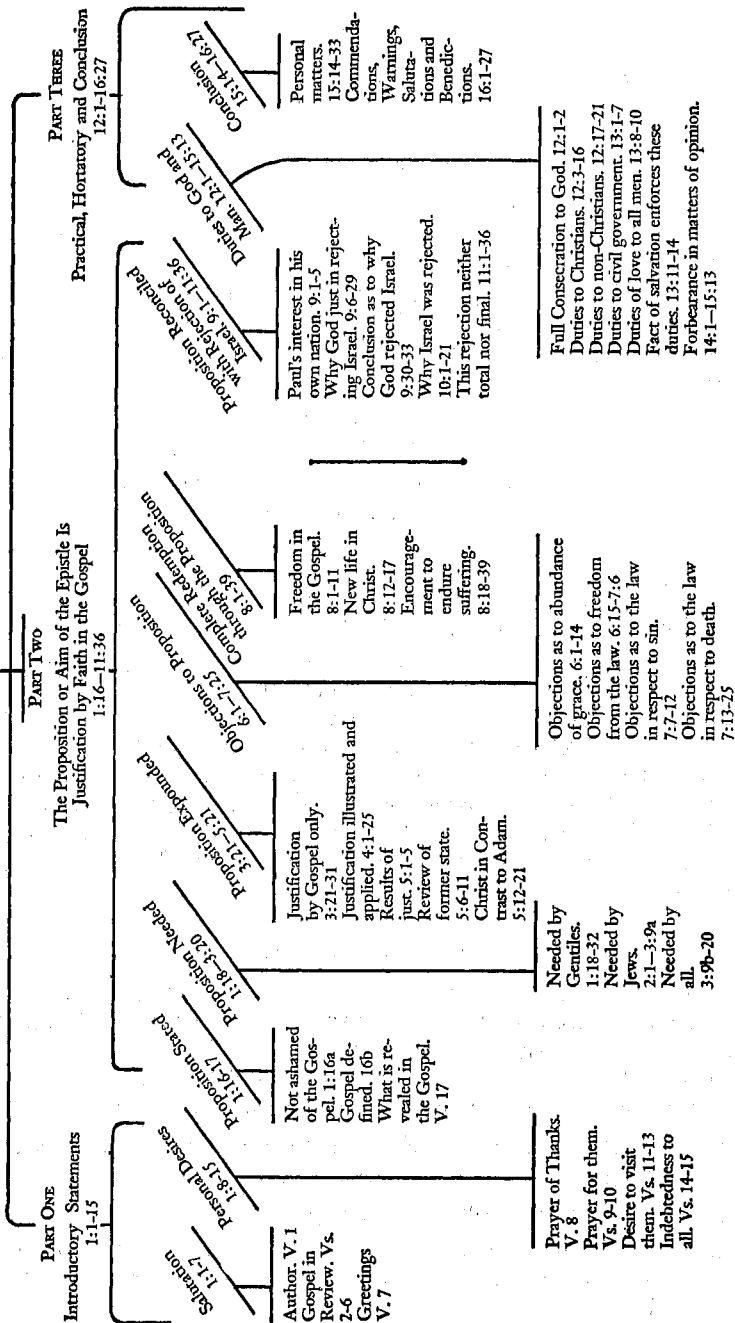 PART ONE
Introductory Statements
1:1-15
Salutation
1:1-7
Author. V. 1
Gospel in
Review. Vs.
2-6
Greetings
V. 7
Personal Desires
1:8-15
Prayer of Thanks.
V. 8
Prayer for them.
Vs. 9-10
Desire to visit
them. Vs. 11-13
Indebtedness to
all. Vs. 14-15
PART TWO
The Proposition or Aim of the Epistle Is
Justification by Faith in the Gospel
1:16—11:36
Proposition Stated
1:16-17
Not ashamed
of the Gos-
pel. 1:16a
Gospel de-
fined. 16b
What is re-
vealed in
the Gospel.
V. 17
Proposition Needed
1:18—3:20
Needed by
Gentiles.
1:18-32
Needed by
Jews.
2:1—3:9a
Needed by
all.
3:9b-20
Proposition Expounded
3:21—5:21
Justification
by Gospel only.
3:21-31
Justification illustrated and
applied. 4:1-25
Results of
just. 5:1-5
Review of
former state.
5:6-11
Christ in Con-
trast to Adam.
5:12-21
Objections to Proposition
6:1—7:25
Objections as to abundance
of grace. 6:1-14
Objections as to freedom
from the law. 6:15-7:6
Objections as to the law
in respect to sin.
7:7-12
Objections as to the law
in respect to death.
7:13-25
Complete Redemption
through the Proposition
8:1-39
Freedom in
the Gospel.
8:1-11
New life in
Christ.
8:12-17
Encourage-
ment to
endure
suffering.
8:18-39
Proposition Reconciled
with Rejection of
Israel. 9:1—11:36
Paul's interest in his
own nation. 9:1-5
Why God just in reject-
ing Israel. 9:6-29
Conclusion as to why
God rejected Israel.
9:30-33
Why Israel was rejected.
10:1-21
This rejection neither
total nor final. 11:1-36
PART THREE
Practical, Hortatory and Conclusion
12:1-16:27
Duties to God and
Man. 12:1—15:13
Full Consecration to God. 12:1-2
Duties to Christians. 12:3-16
Duties to non-Christians. 12:17-21
Duties to civil government. 13:1-7
Duties of love to all men. 13:8-10
Fact of salvation enforces these
duties. 13:11-14
Forbearance in matters of opinion.
14:1—15:13
Conclusion
15:14—16:27
Personal
matters.
15:14-33
Commenda-
tions,
Warnings,
Saluta-
tions and
Benedic-
tions.
16:1-27